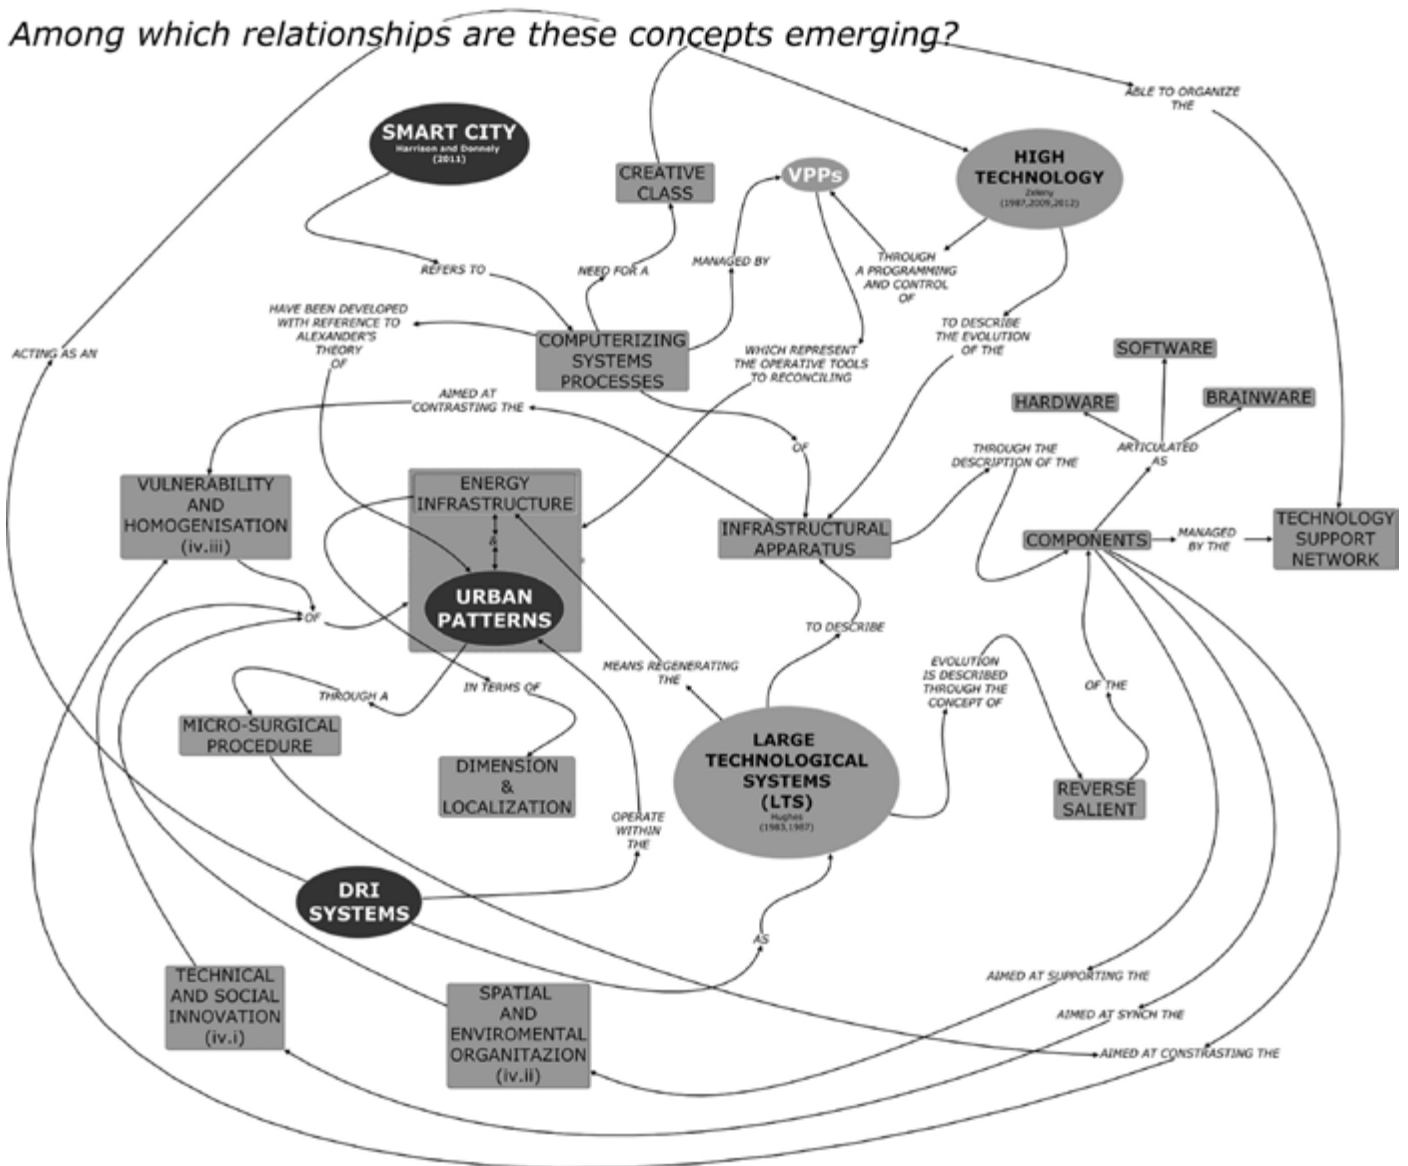 Among which relationships are these concepts emerging?
ABLE TO ORGANIZE
THE
SMART CITY
Harrison and Donnely
(2011)
CREATIVE
CLASS
VPPs
HIGH
TECHNOLOGY
Zeleny
(1987,2009,2012)
REFERS TO
NEED FOR A
MANAGED BY
THROUGH
A PROGRAMMING
AND CONTROL
OF
HAVE BEEN DEVELOPED
WITH REFERENCE TO
ALEXANDER'S
THEORY
OF
ACTING AS AN
COMPUTERIZING
SYSTEMS
PROCESSES
WHICH REPRESENT
THE OPERATIVE TOOLS
TO RECONCILING
TO DESCRIBE
THE EVOLUTION
OF THE
SOFTWARE
HARDWARE
BRAINWARE
AIMED AT
CONTRASTING THE
OF
THROUGH THE
DESCRIPTION OF THE
ARTICULATED
AS
VULNERABILITY
AND
HOMOGENISATION
(iv.iii)
ENERGY
INFRASTRUCTURE
&
URBAN
PATTERNS
INFRASTRUCTURAL
APPARATUS
COMPONENTS
MANAGED
BY THE
TECHNOLOGY
SUPPORT
NETWORK
OF
TO DESCRIBE
MEANS REGENERATING
THE
EVOLUTION
IS DESCRIBED
THROUGH THE
CONCEPT OF
OF THE
THROUGH A
IN TERMS OF
MICRO-SURGICAL
PROCEDURE
DIMENSION
&
LOCALIZATION
LARGE
TECHNOLOGICAL
SYSTEMS
(LTS)
Hughes
(1983,1987)
REVERSE
SALIENT
OPERATE
WITHIN
THE
DRI
SYSTEMS
AS
TECHNICAL
AND SOCIAL
INNOVATION
(iv.i)
SPATIAL
AND
ENVIROMENTAL
ORGANITAZION
(iv.ii)
AIMED AT SUPPORTING THE
AIMED AT SYNCH THE
AIMED AT CONSTRASTING THE